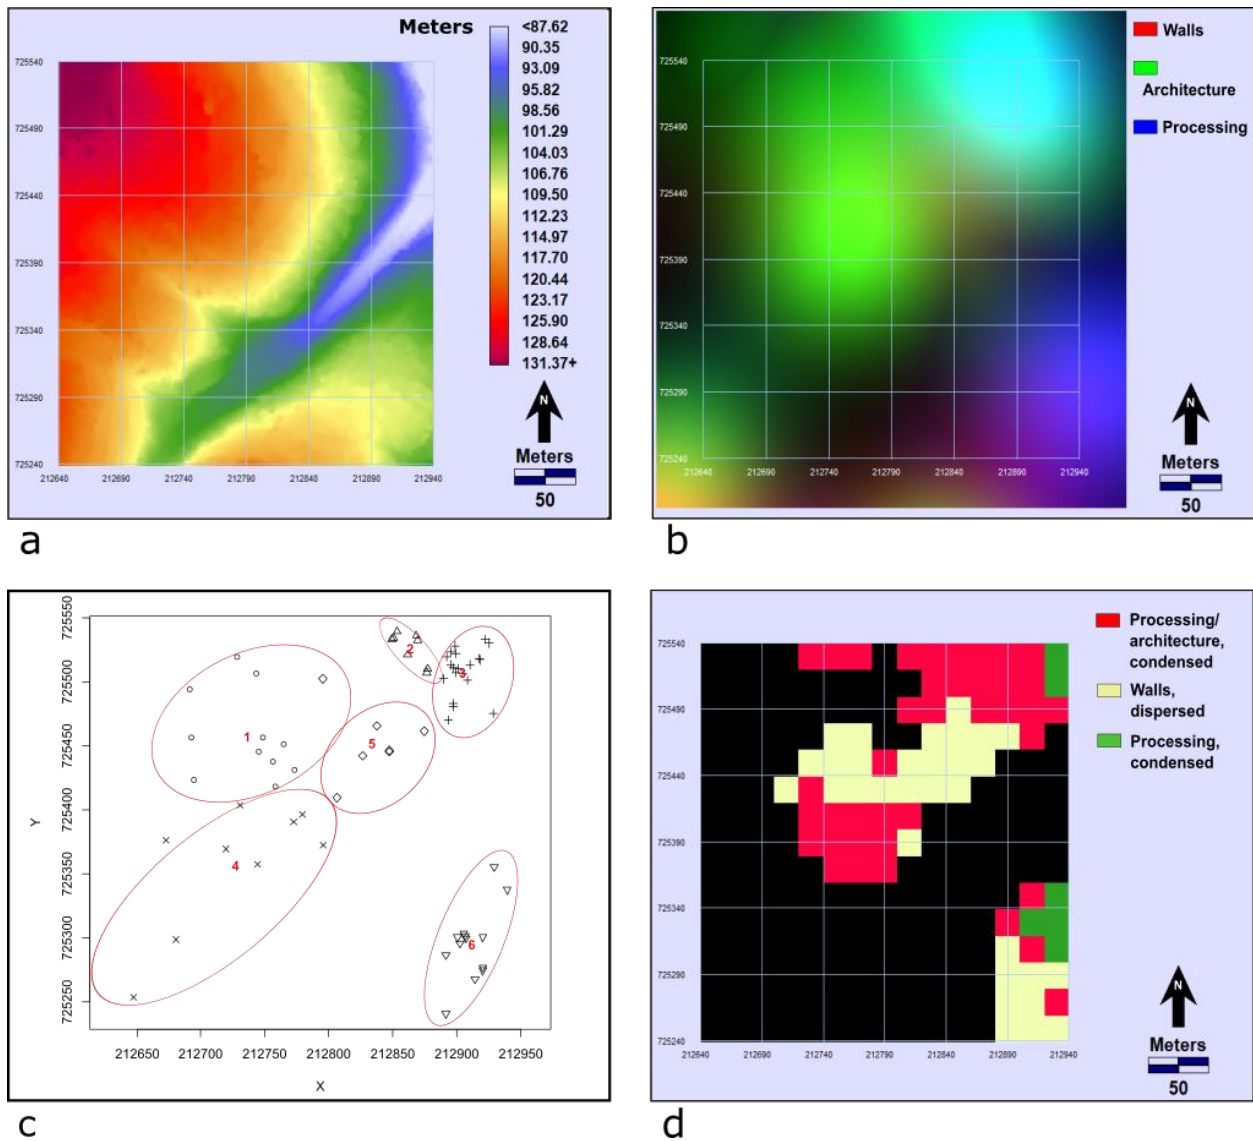 Meters
<87.62
90.35
93.09
95.82
98.56
101.29
104.03
106.76
109.50
112.23
114.97
117.70
120.44
123.17
125.90
128.64
131.37+
725540
725490
725440
725390
725340
725290
725240
212640 212690 212740 212790 212840 212890 212940
N
Meters
50
a
Walls
Architecture
Processing
725540
725490
725440
725390
725340
725290
725240
212640 212690 212740 212790 212840 212890 212940
N
Meters
50
b
725550
725500
725450
725400
725350
725300
725250
Y
1
2
3
4
5
6
212650 212700 212750 212800 212850 212900 212950
X
c
Processing/
architecture,
condensed
Walls,
dispersed
Processing,
condensed
725540
725490
725440
725390
725340
725290
725240
212640 212690 212740 212790 212840 212890 212940
N
Meters
50
d